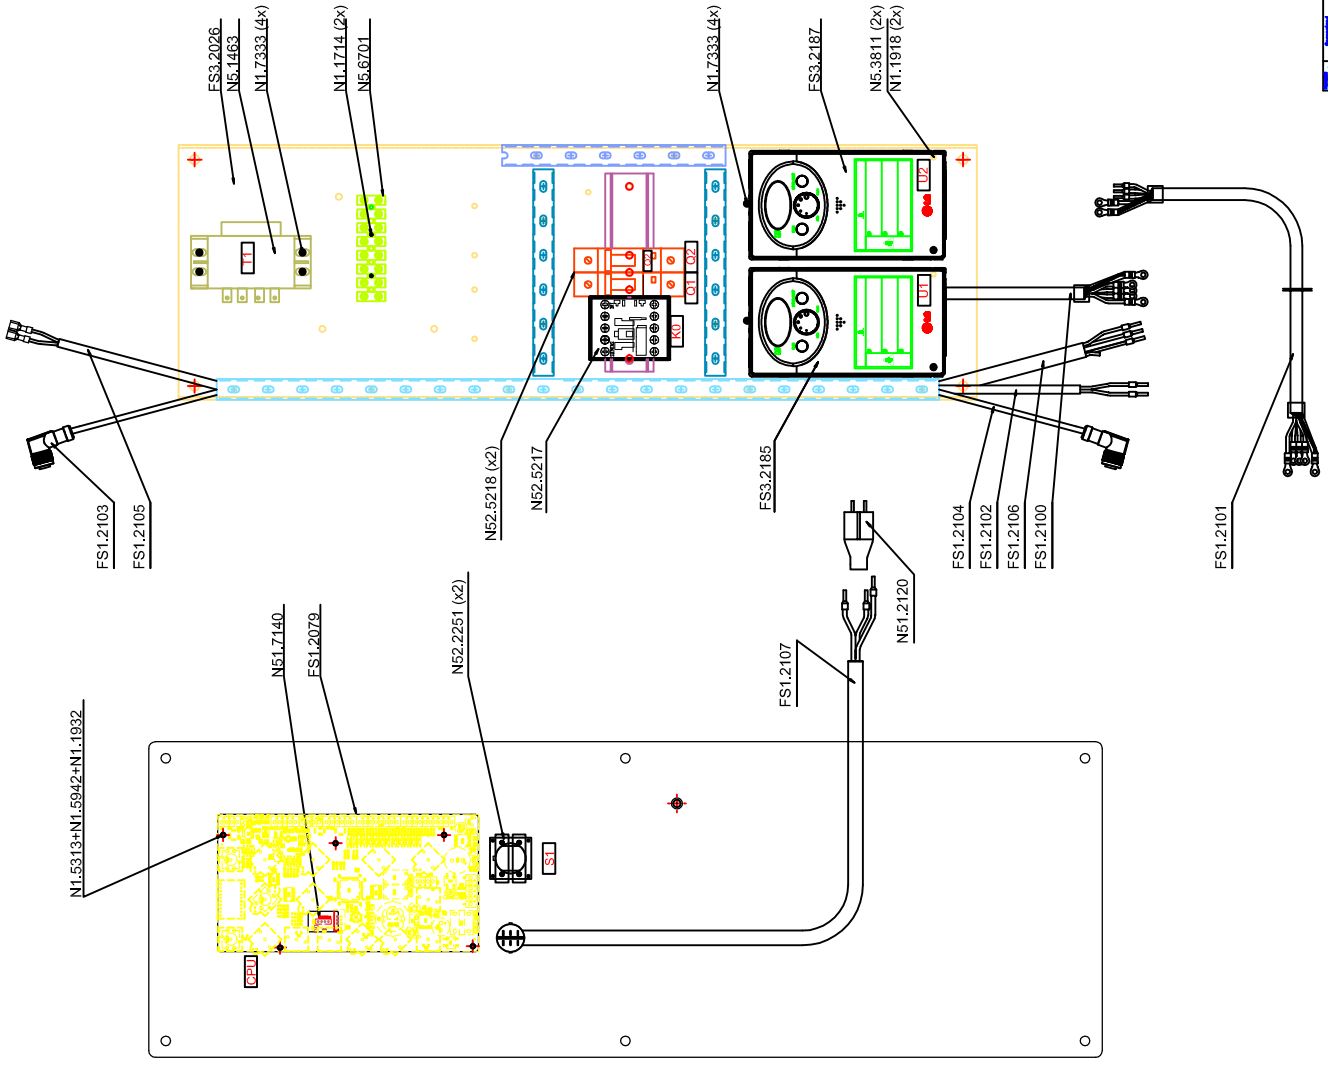 FS3.2026
N5.1463
N1.7333 (4x)
N1.1714 (2x)
N5.6701
N1.7333 (4x)
FS3.2187
N5.3811 (2x)
N1.1918 (2x)
T1
Q2
Q2
Q1
K0
U2
U1
LS
LS
FS1.2103
FS1.2105
N52.5218 (x2)
N52.5217
FS3.2185
FS1.2104
FS1.2102
FS1.2106
FS1.2100
FS1.2101
N51.2120
FS1.2107
N52.2251 (x2)
N51.7140
FS1.2079
N1.5313+N1.5942+N1.1932
S1
CPU